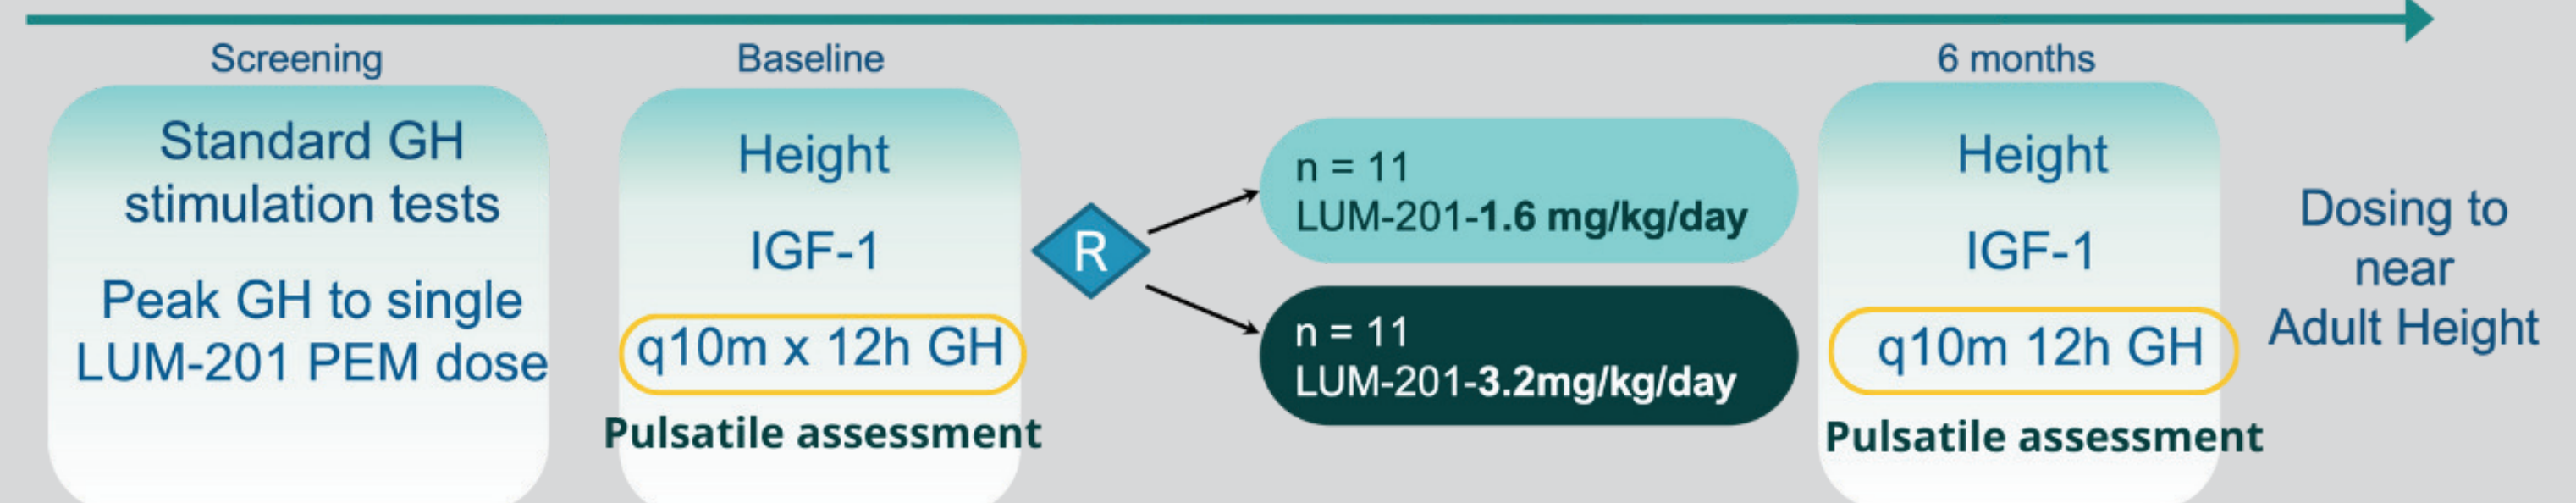 Screening
Standard GH
stimulation tests
Peak GH to single
LUM-201 PEM dose
Baseline
Height
IGF-1
q10m x 12h GH
Pulsatile assessment
R
n = 11
LUM-201-1.6 mg/kg/day
n = 11
LUM-201-3.2mg/kg/day
6 months
Height
IGF-1
q10m 12h GH
Pulsatile assessment
Dosing to
near
Adult Height